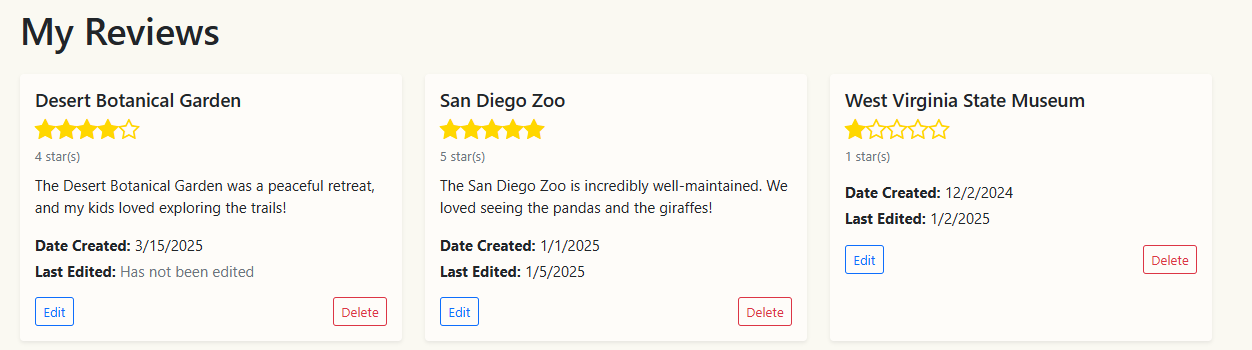 My Reviews
Desert Botanical Garden
4 star(s)
The Desert Botanical Garden was a peaceful retreat,
and my kids loved exploring the trails!
Date Created: 3/15/2025
Last Edited: Has not been edited
Edit
Delete
San Diego Zoo
5 star(s)
The San Diego Zoo is incredibly well-maintained. We
loved seeing the pandas and the giraffes!
Date Created: 1/1/2025
Last Edited: 1/5/2025
Edit
Delete
West Virginia State Museum
1 star(s)
Date Created: 12/2/2024
Last Edited: 1/2/2025
Edit
Delete